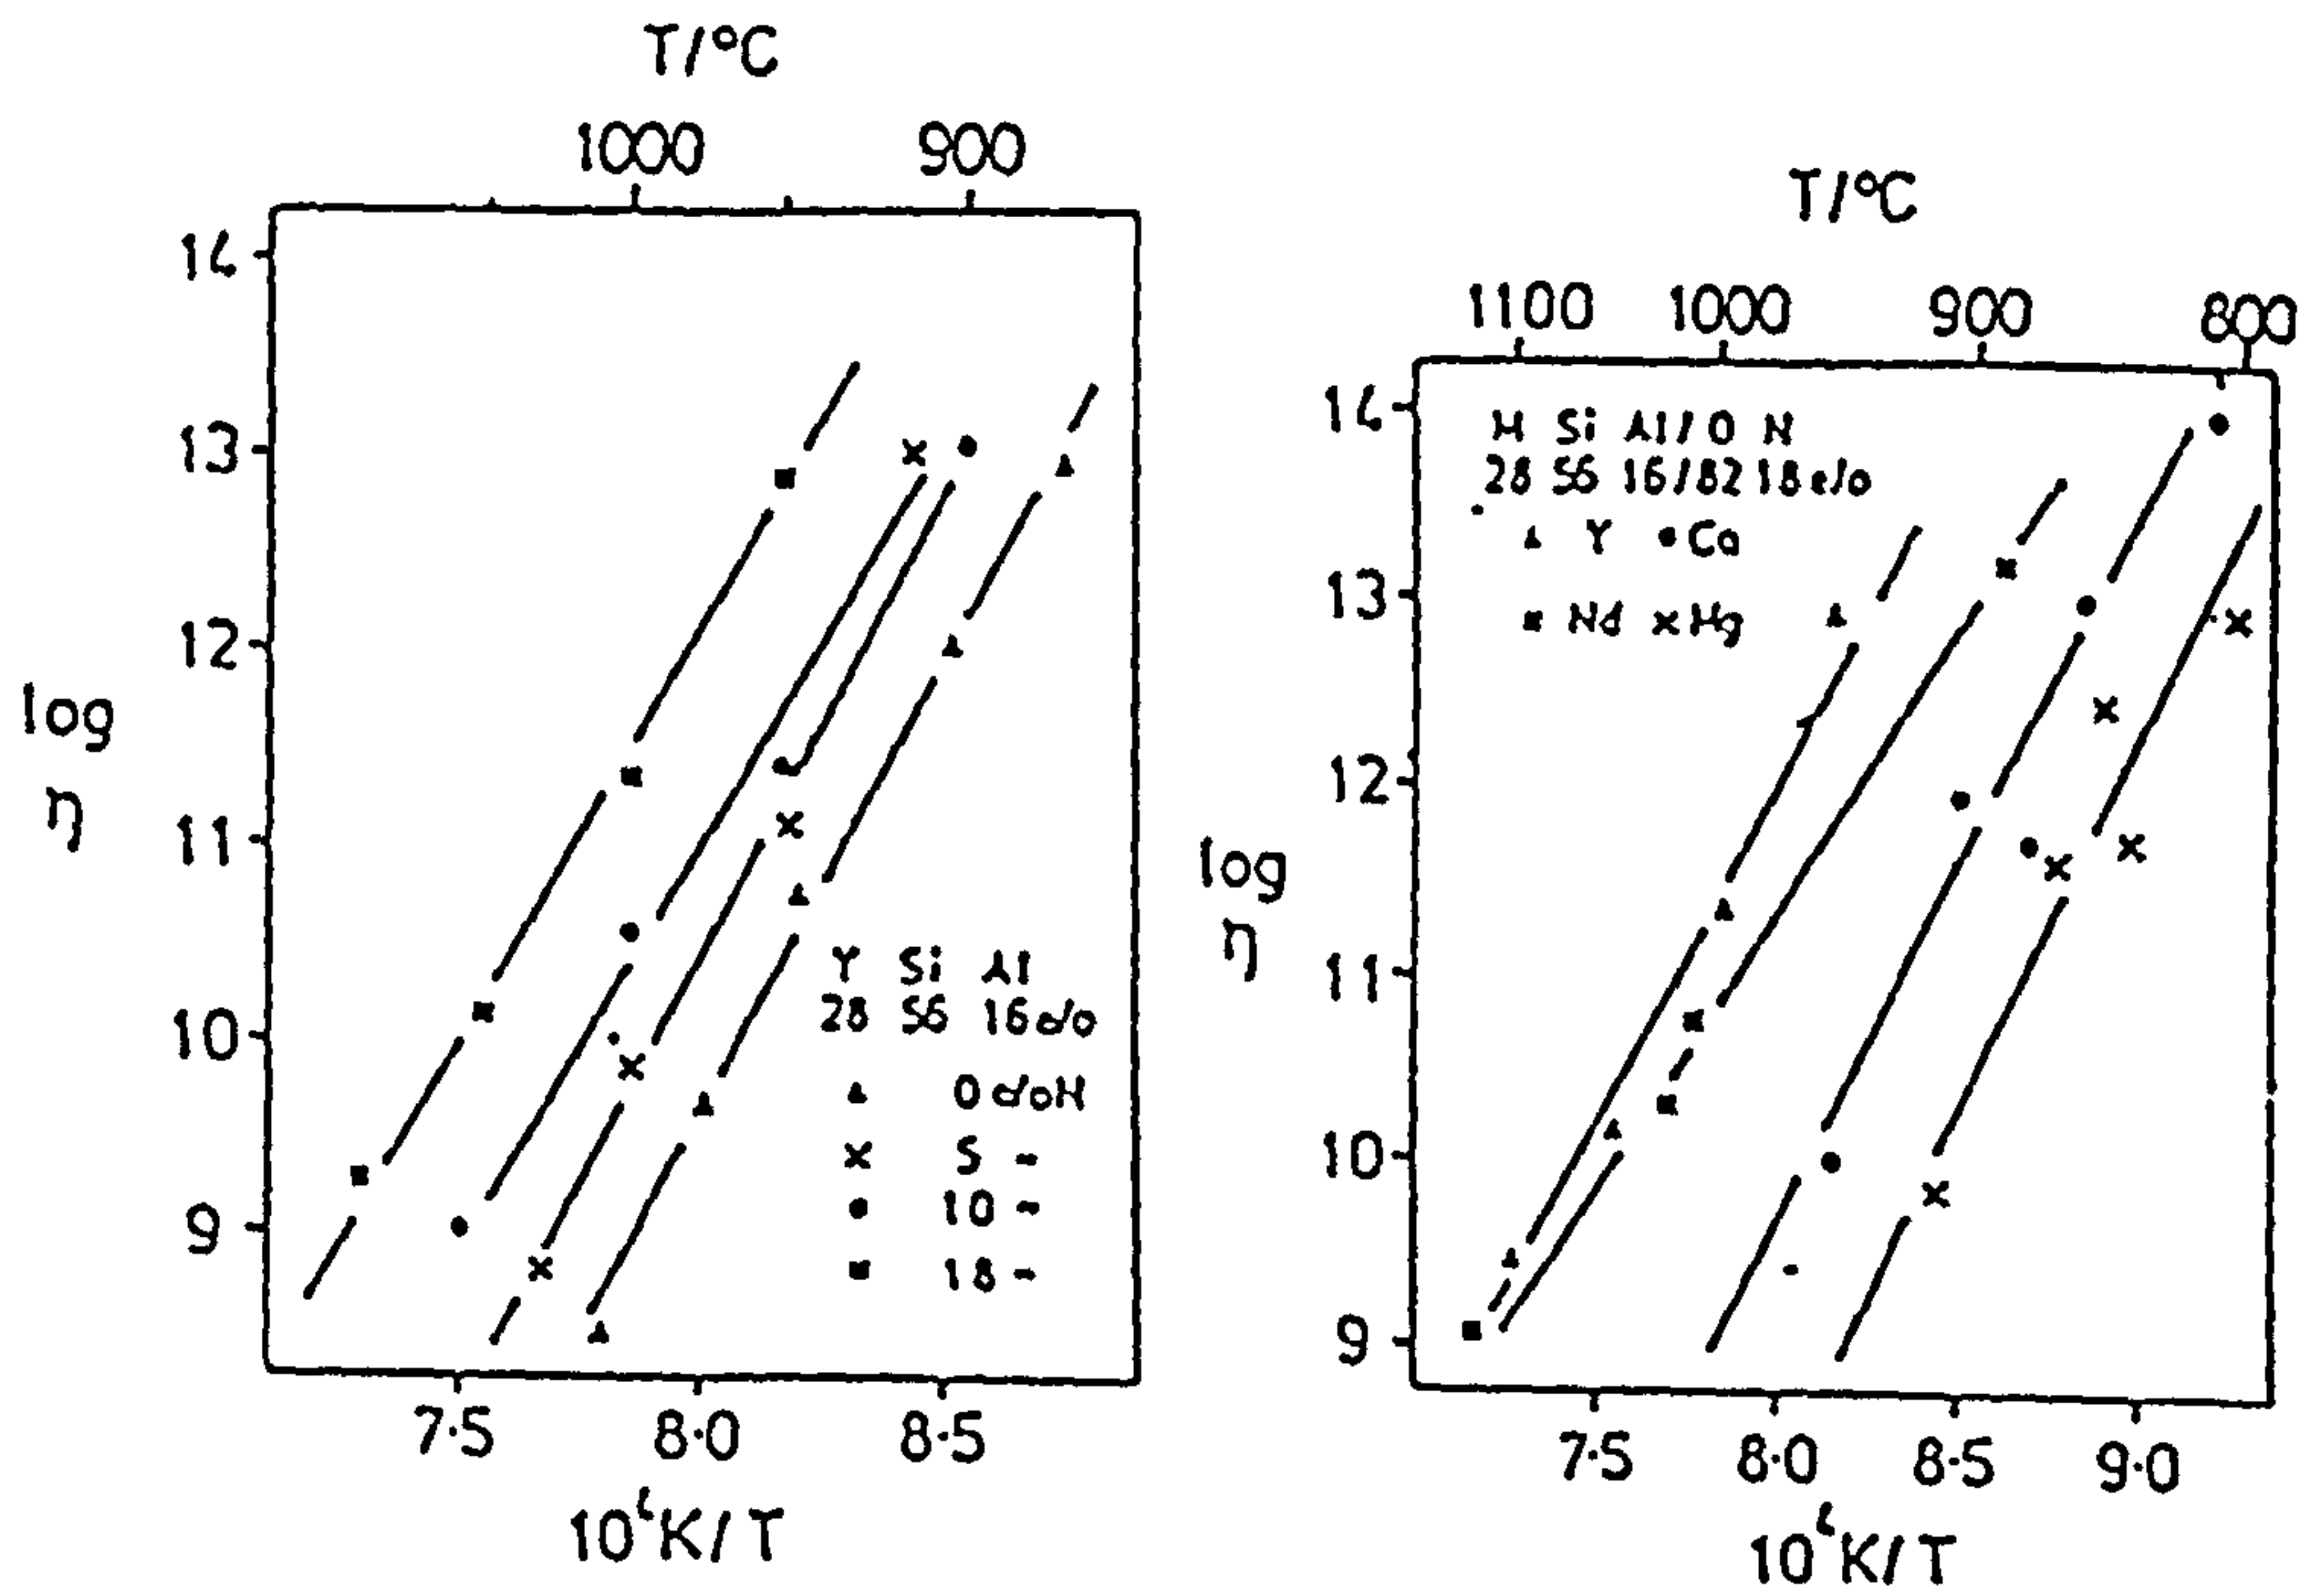 T/°C
1000 900
14
13
12
11
10
9
log
η
Y Si Al
28 56 16 e/o
0 e/o N
5 "
10 "
18 "
7.5 8.0 8.5
10⁴K/T
T/°C
1100 1000 900 800
14
13
12
11
10
9
log
η
M Si Al/O N
28 56 16/82 18 e/o
Y Ca
Nd Mg
7.5 8.0 8.5 9.0
10⁴K/T